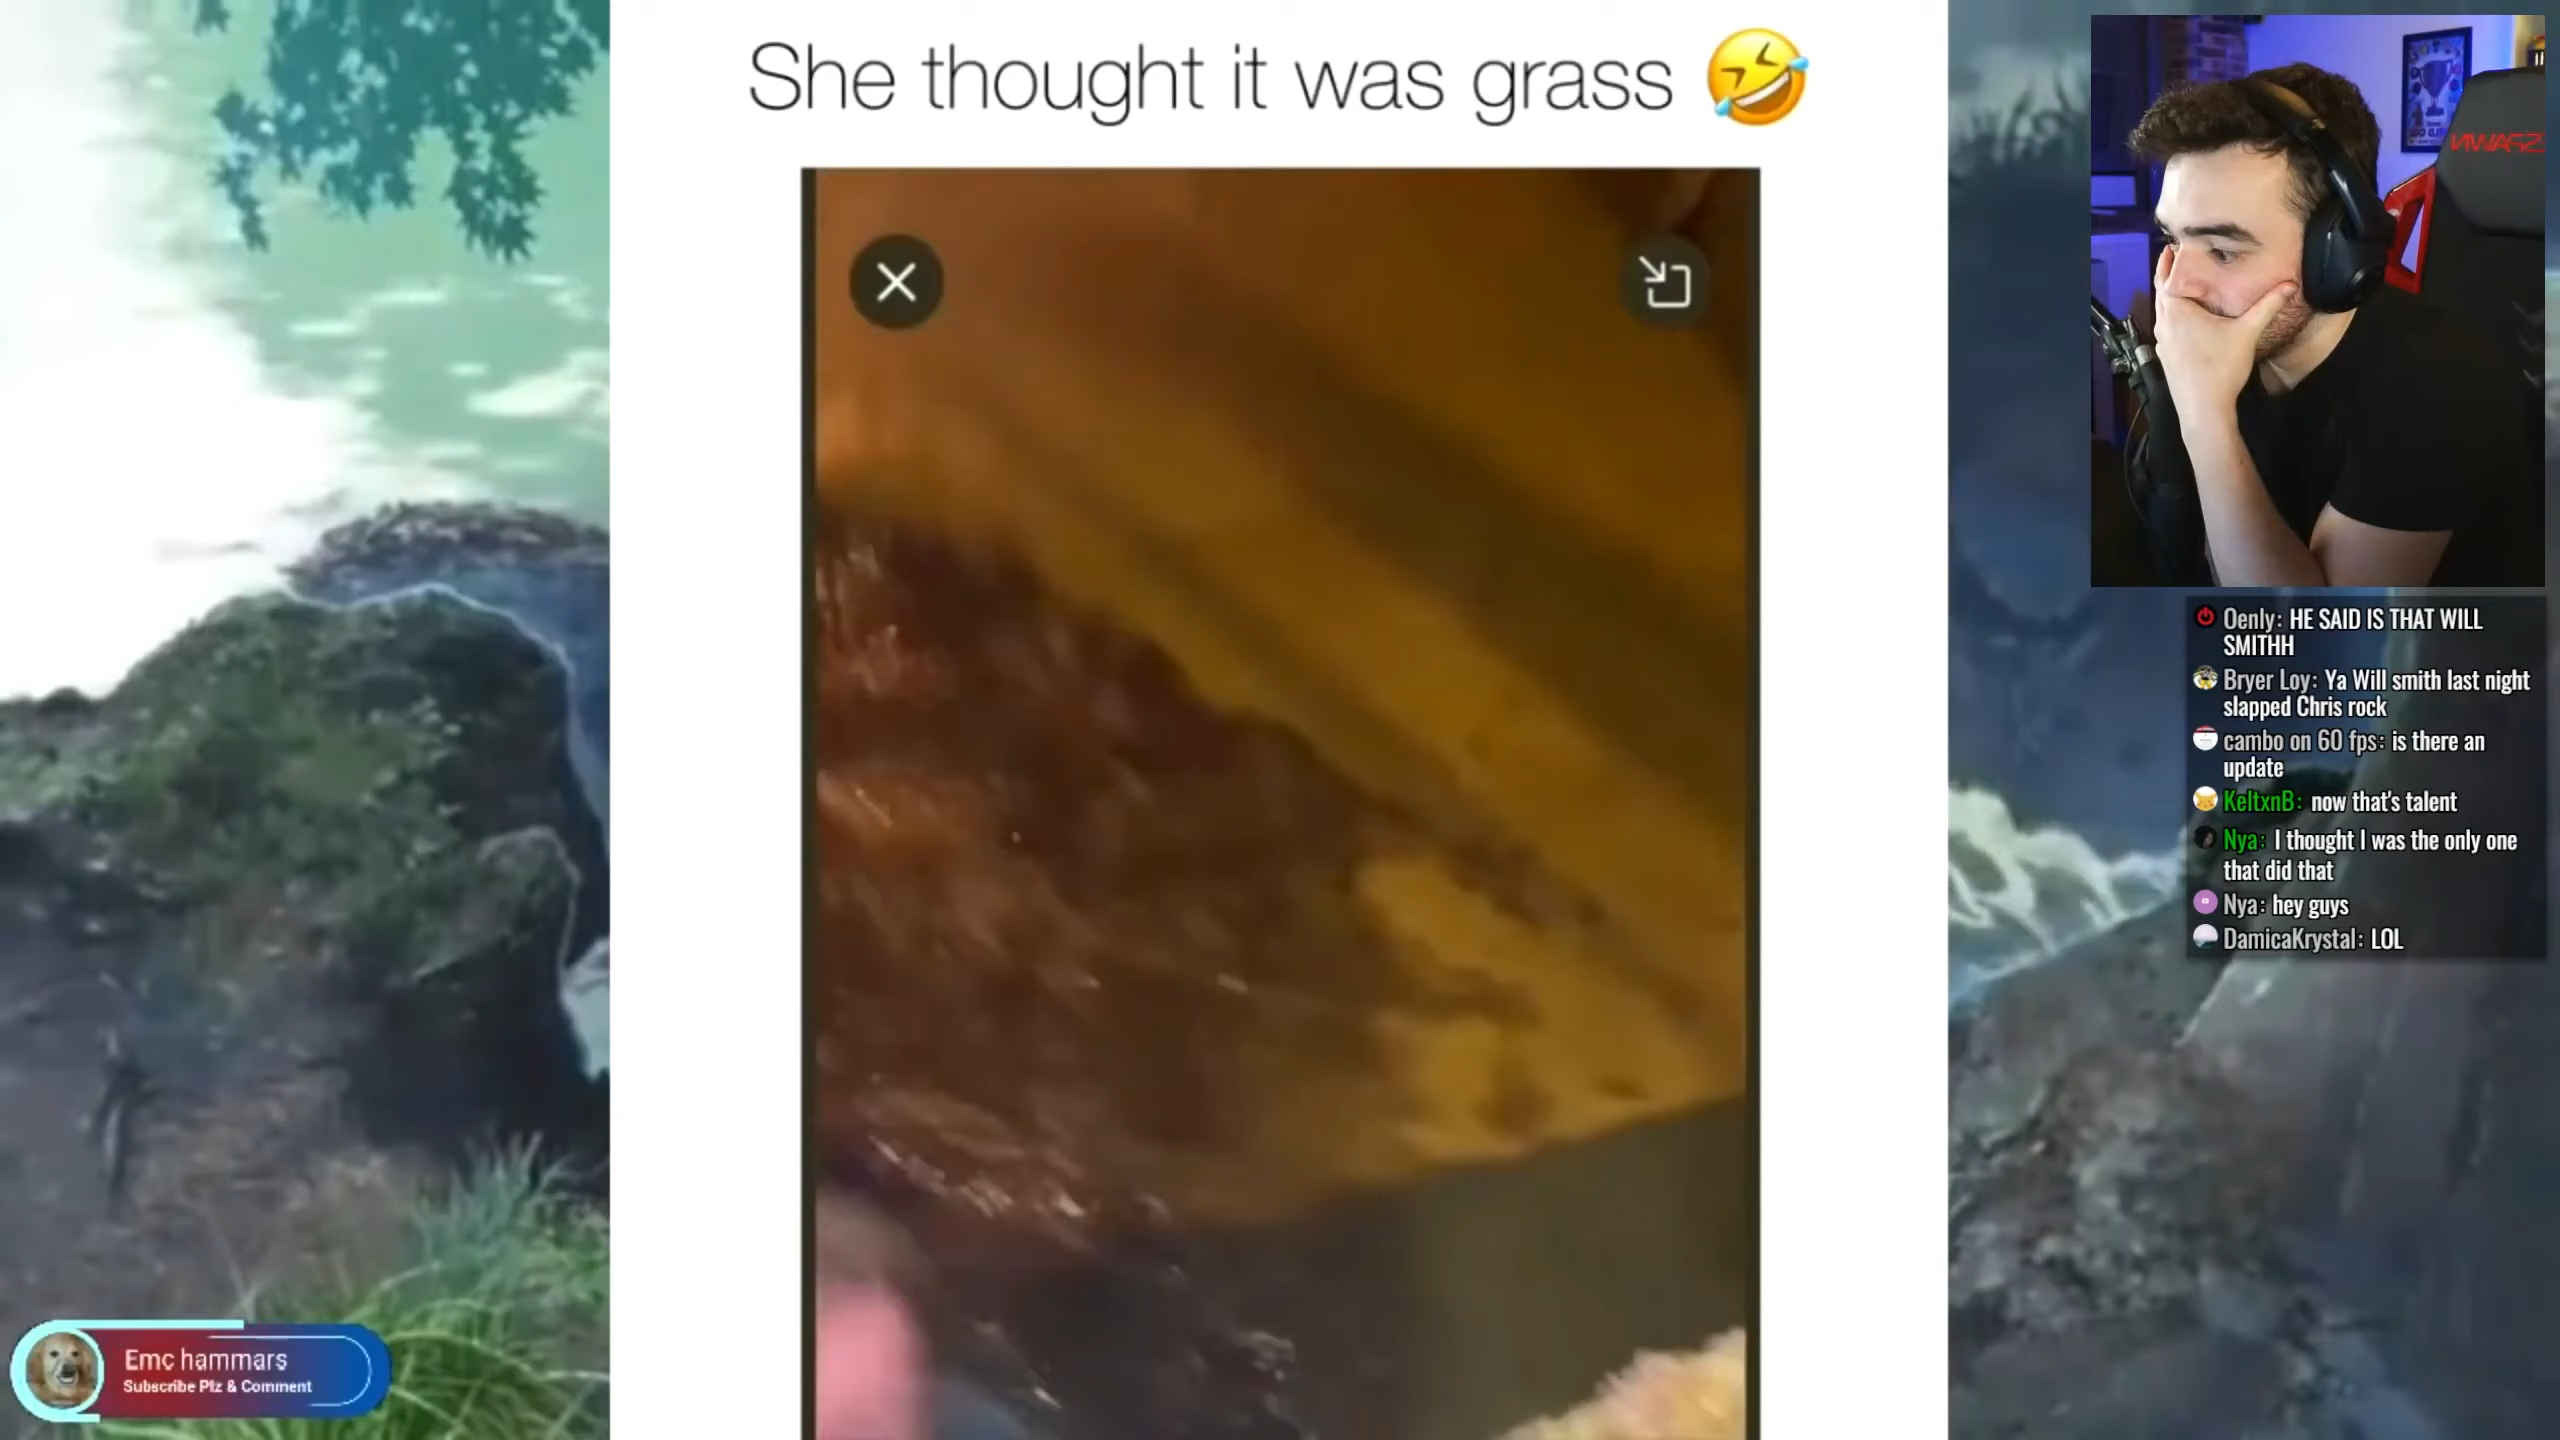 She thought it was grass 🤣
Oenly: HE SAID IS THAT WILL
SMITHH
Bryer Loy: Ya Will smith last night
slapped Chris rock
cambo on 60 fps: is there an
update
KeltxnB: now that's talent
Nya: I thought I was the only one
that did that
Nya: hey guys
DamicaKrystal: LOL
Emc hammars
Subscribe Plz & Comment